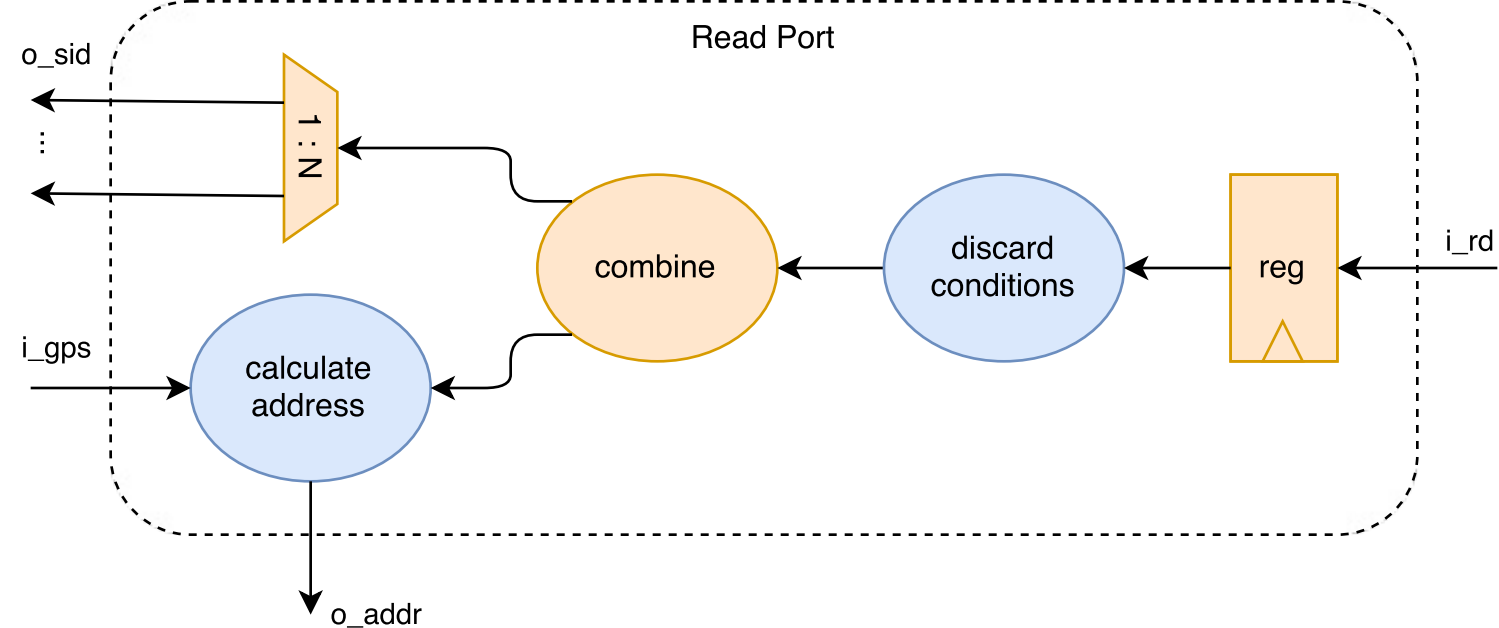 Read Port
o_sid
...
1 : N
combine
discard
conditions
reg
i_rd
i_gps
calculate
address
o_addr